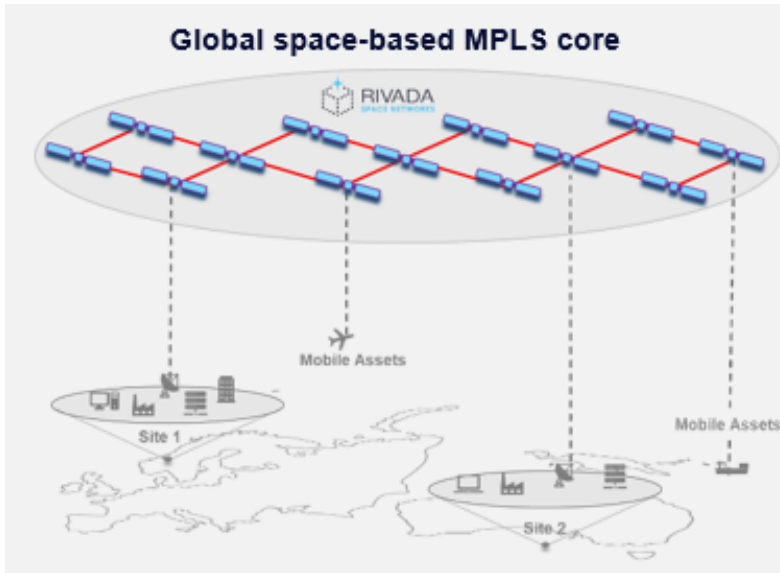 Global space-based MPLS core
RIVADA
SPACE NETWORKS
Mobile Assets
Site 1
Mobile Assets
Site 2